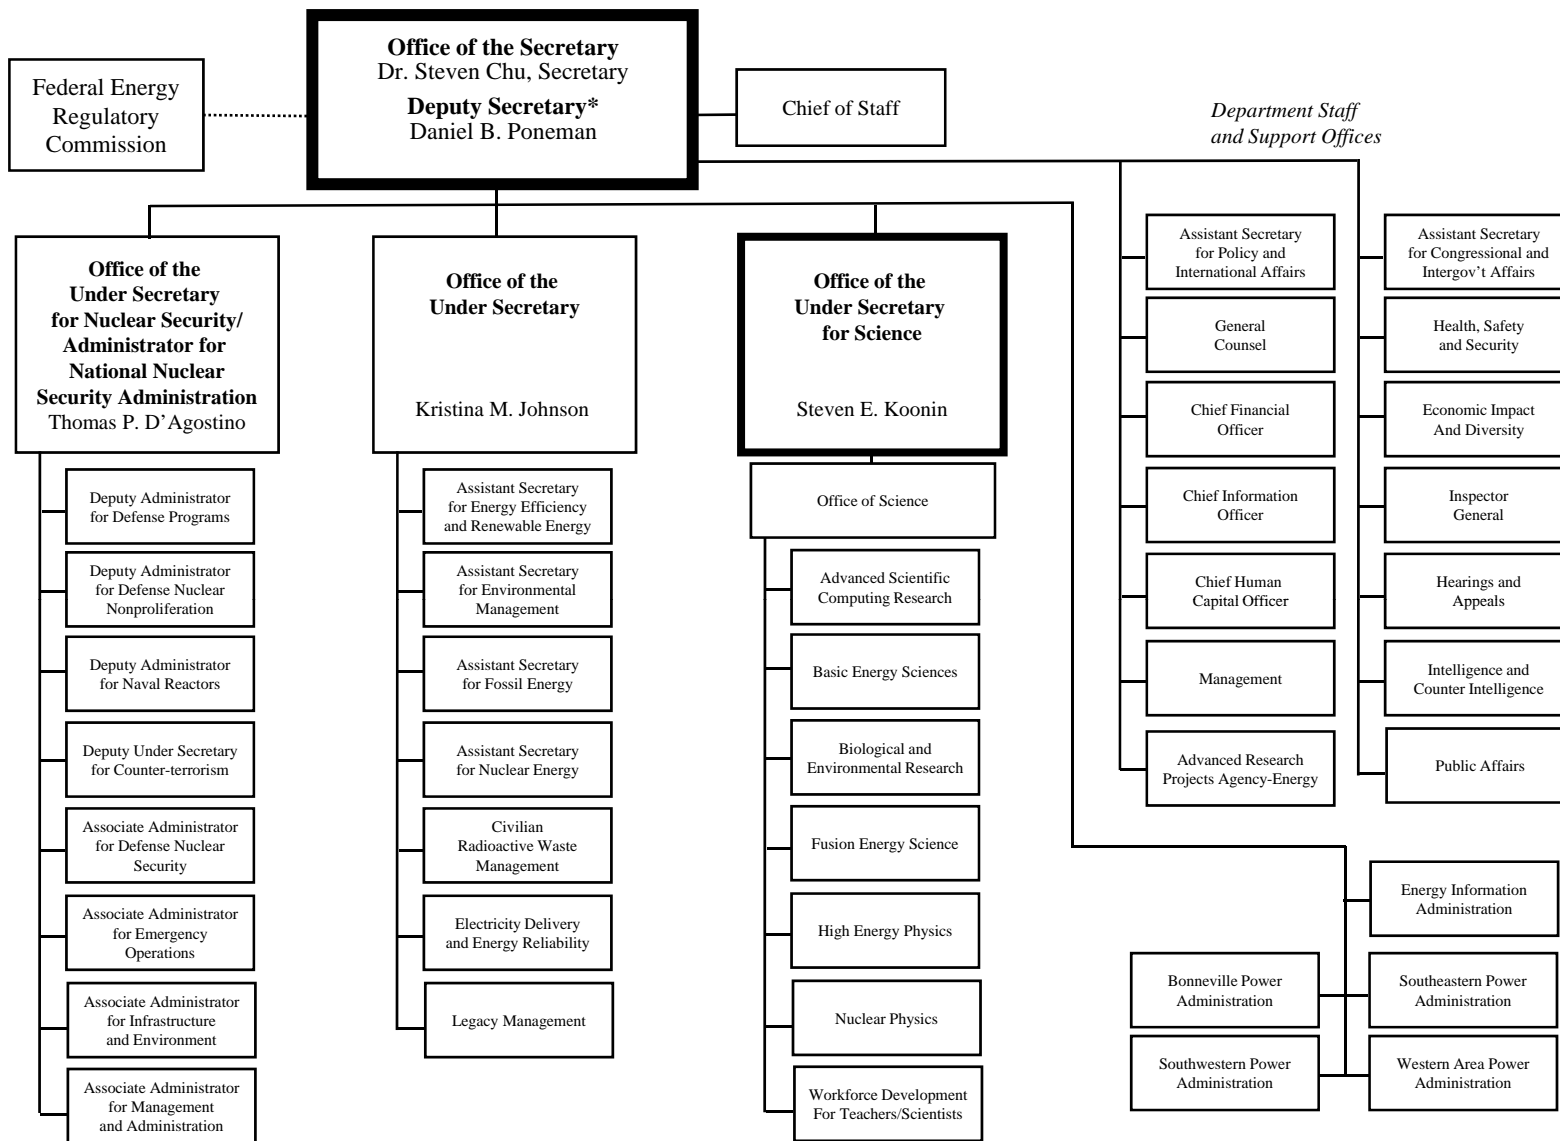 Office of the Secretary
Dr. Steven Chu, Secretary
Deputy Secretary*
Daniel B. Poneman
Federal Energy
Regulatory
Commission
Chief of Staff
Department Staff
and Support Offices
Office of the
Under Secretary
for Nuclear Security/
Administrator for
National Nuclear
Security Administration
Thomas P. D’Agostino
Deputy Administrator
for Defense Programs
Deputy Administrator
for Defense Nuclear
Nonproliferation
Deputy Administrator
for Naval Reactors
Deputy Under Secretary
for Counter-terrorism
Associate Administrator
for Defense Nuclear
Security
Associate Administrator
for Emergency
Operations
Associate Administrator
for Infrastructure
and Environment
Associate Administrator
for Management
and Administration
Office of the
Under Secretary
Kristina M. Johnson
Assistant Secretary
for Energy Efficiency
and Renewable Energy
Assistant Secretary
for Environmental
Management
Assistant Secretary
for Fossil Energy
Assistant Secretary
for Nuclear Energy
Civilian
Radioactive Waste
Management
Electricity Delivery
and Energy Reliability
Legacy Management
Office of the
Under Secretary
for Science
Steven E. Koonin
Office of Science
Advanced Scientific
Computing Research
Basic Energy Sciences
Biological and
Environmental Research
Fusion Energy Science
High Energy Physics
Nuclear Physics
Workforce Development
For Teachers/Scientists
Assistant Secretary
for Policy and
International Affairs
General
Counsel
Chief Financial
Officer
Chief Information
Officer
Chief Human
Capital Officer
Management
Advanced Research
Projects Agency-Energy
Assistant Secretary
for Congressional and
Intergov’t Affairs
Health, Safety
and Security
Economic Impact
And Diversity
Inspector
General
Hearings and
Appeals
Intelligence and
Counter Intelligence
Public Affairs
Energy Information
Administration
Bonneville Power
Administration
Southeastern Power
Administration
Southwestern Power
Administration
Western Area Power
Administration